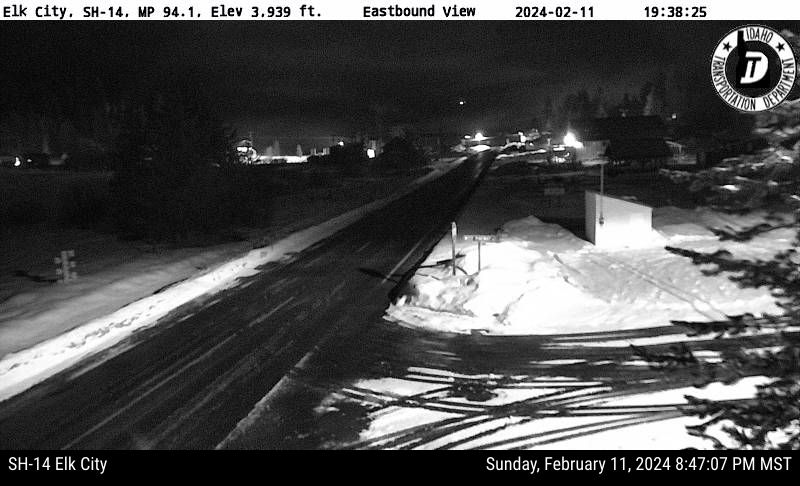 Elk City, SH-14, MP 94.1, Elev 3,939 ft. Eastbound View 2024-02-11 19:38:25
IDAHO
TRANSPORTATION DEPARTMENT
SH-14 Elk City Sunday, February 11, 2024 8:47:07 PM MST